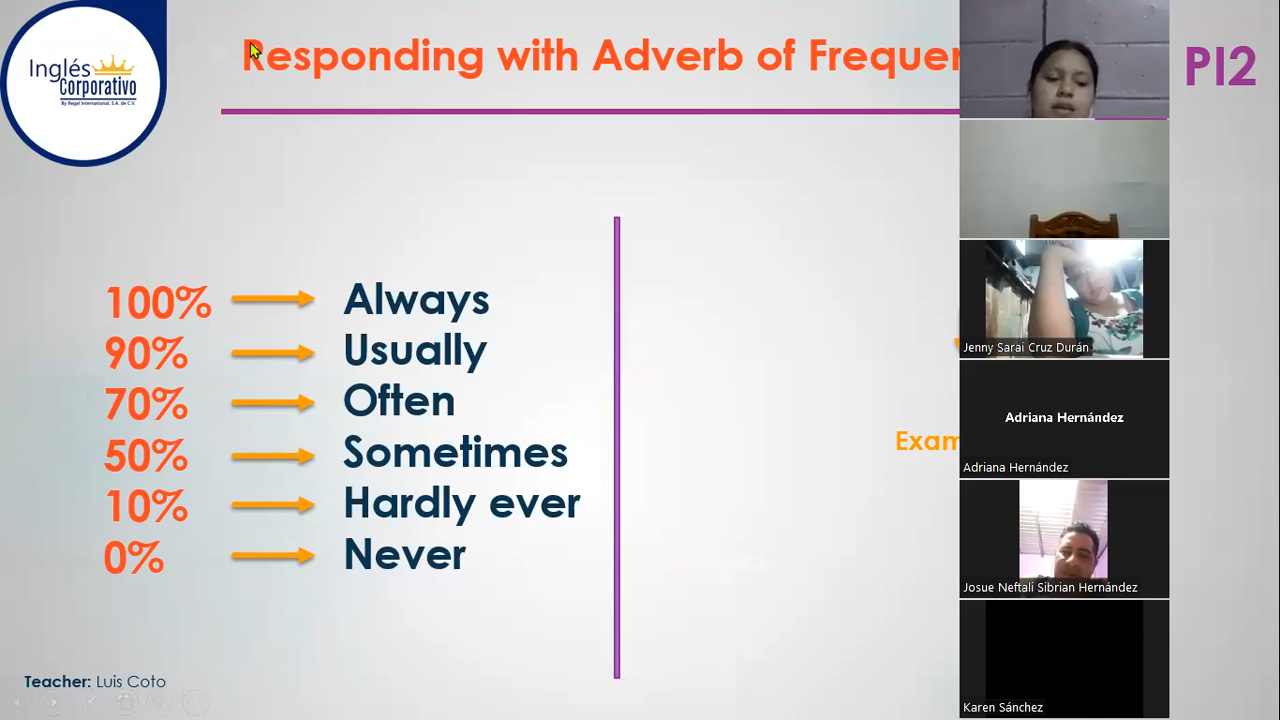 Inglés
Corporativo
By Regal International, S.A. de C.V.
Responding with Adverb of Frequen
PI2
100% Always
90% Usually
70% Often
50% Sometimes
10% Hardly ever
0% Never
Exam
Jenny Sarai Cruz Durán
Adriana Hernández
Adriana Hernández
Josue Neftali Sibrian Hernández
Karen Sánchez
Teacher: Luis Coto